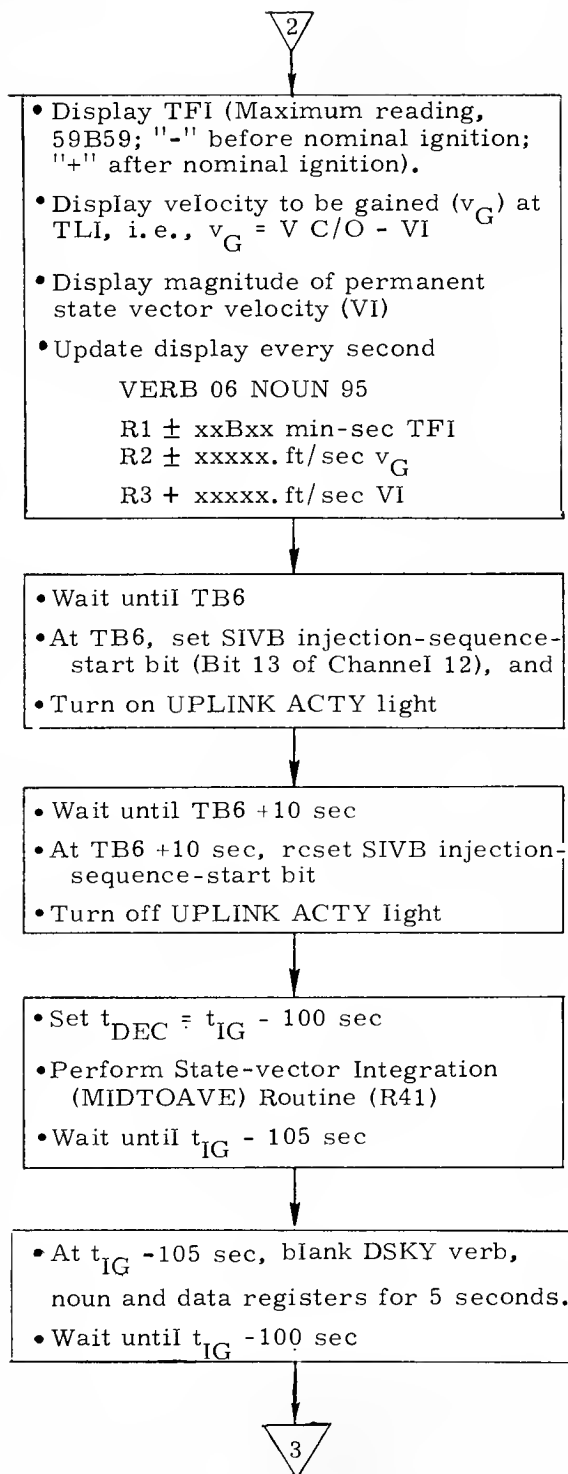 2
• Display TFI (Maximum reading,
59B59; "-" before nominal ignition;
"+" after nominal ignition).
• Display velocity to be gained (vG) at
TLI, i.e., vG = V C/O - VI
• Display magnitude of permanent
state vector velocity (VI)
• Update display every second
VERB 06 NOUN 95
R1 ± xxBxx min-sec TFI
R2 ± xxxxx. ft/sec vG
R3 + xxxxx. ft/sec VI
• Wait until TB6
• At TB6, set SIVB injection-sequence-
start bit (Bit 13 of Channel 12), and
• Turn on UPLINK ACTY light
• Wait until TB6 +10 sec
• At TB6 +10 sec, reset SIVB injection-
sequence-start bit
• Turn off UPLINK ACTY light
• Set tDEC = tIG - 100 sec
• Perform State-vector Integration
(MIDTOAVE) Routine (R41)
• Wait until tIG - 105 sec
• At tIG -105 sec, blank DSKY verb,
noun and data registers for 5 seconds.
• Wait until tIG -100 sec
3